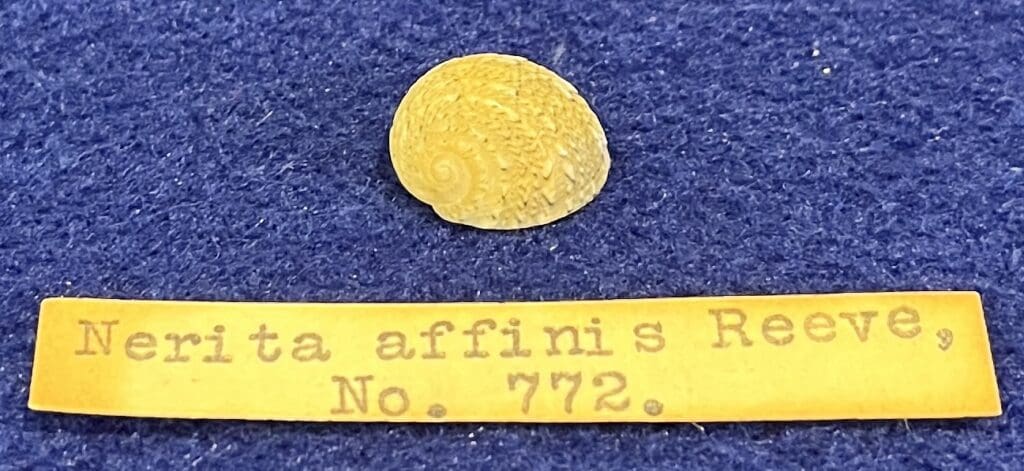 Nerita affinis Reeve,
No. 772.